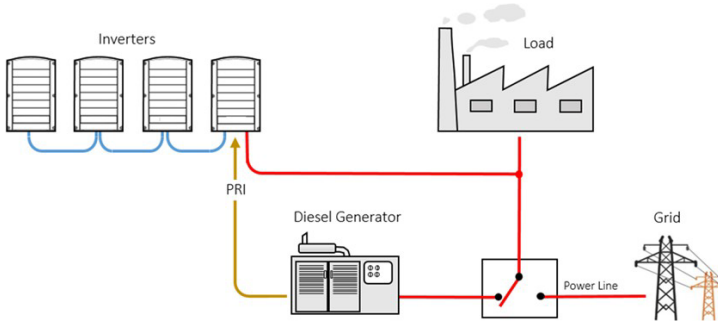 Inverters
Load
PRI
Diesel Generator
Grid
Power Line